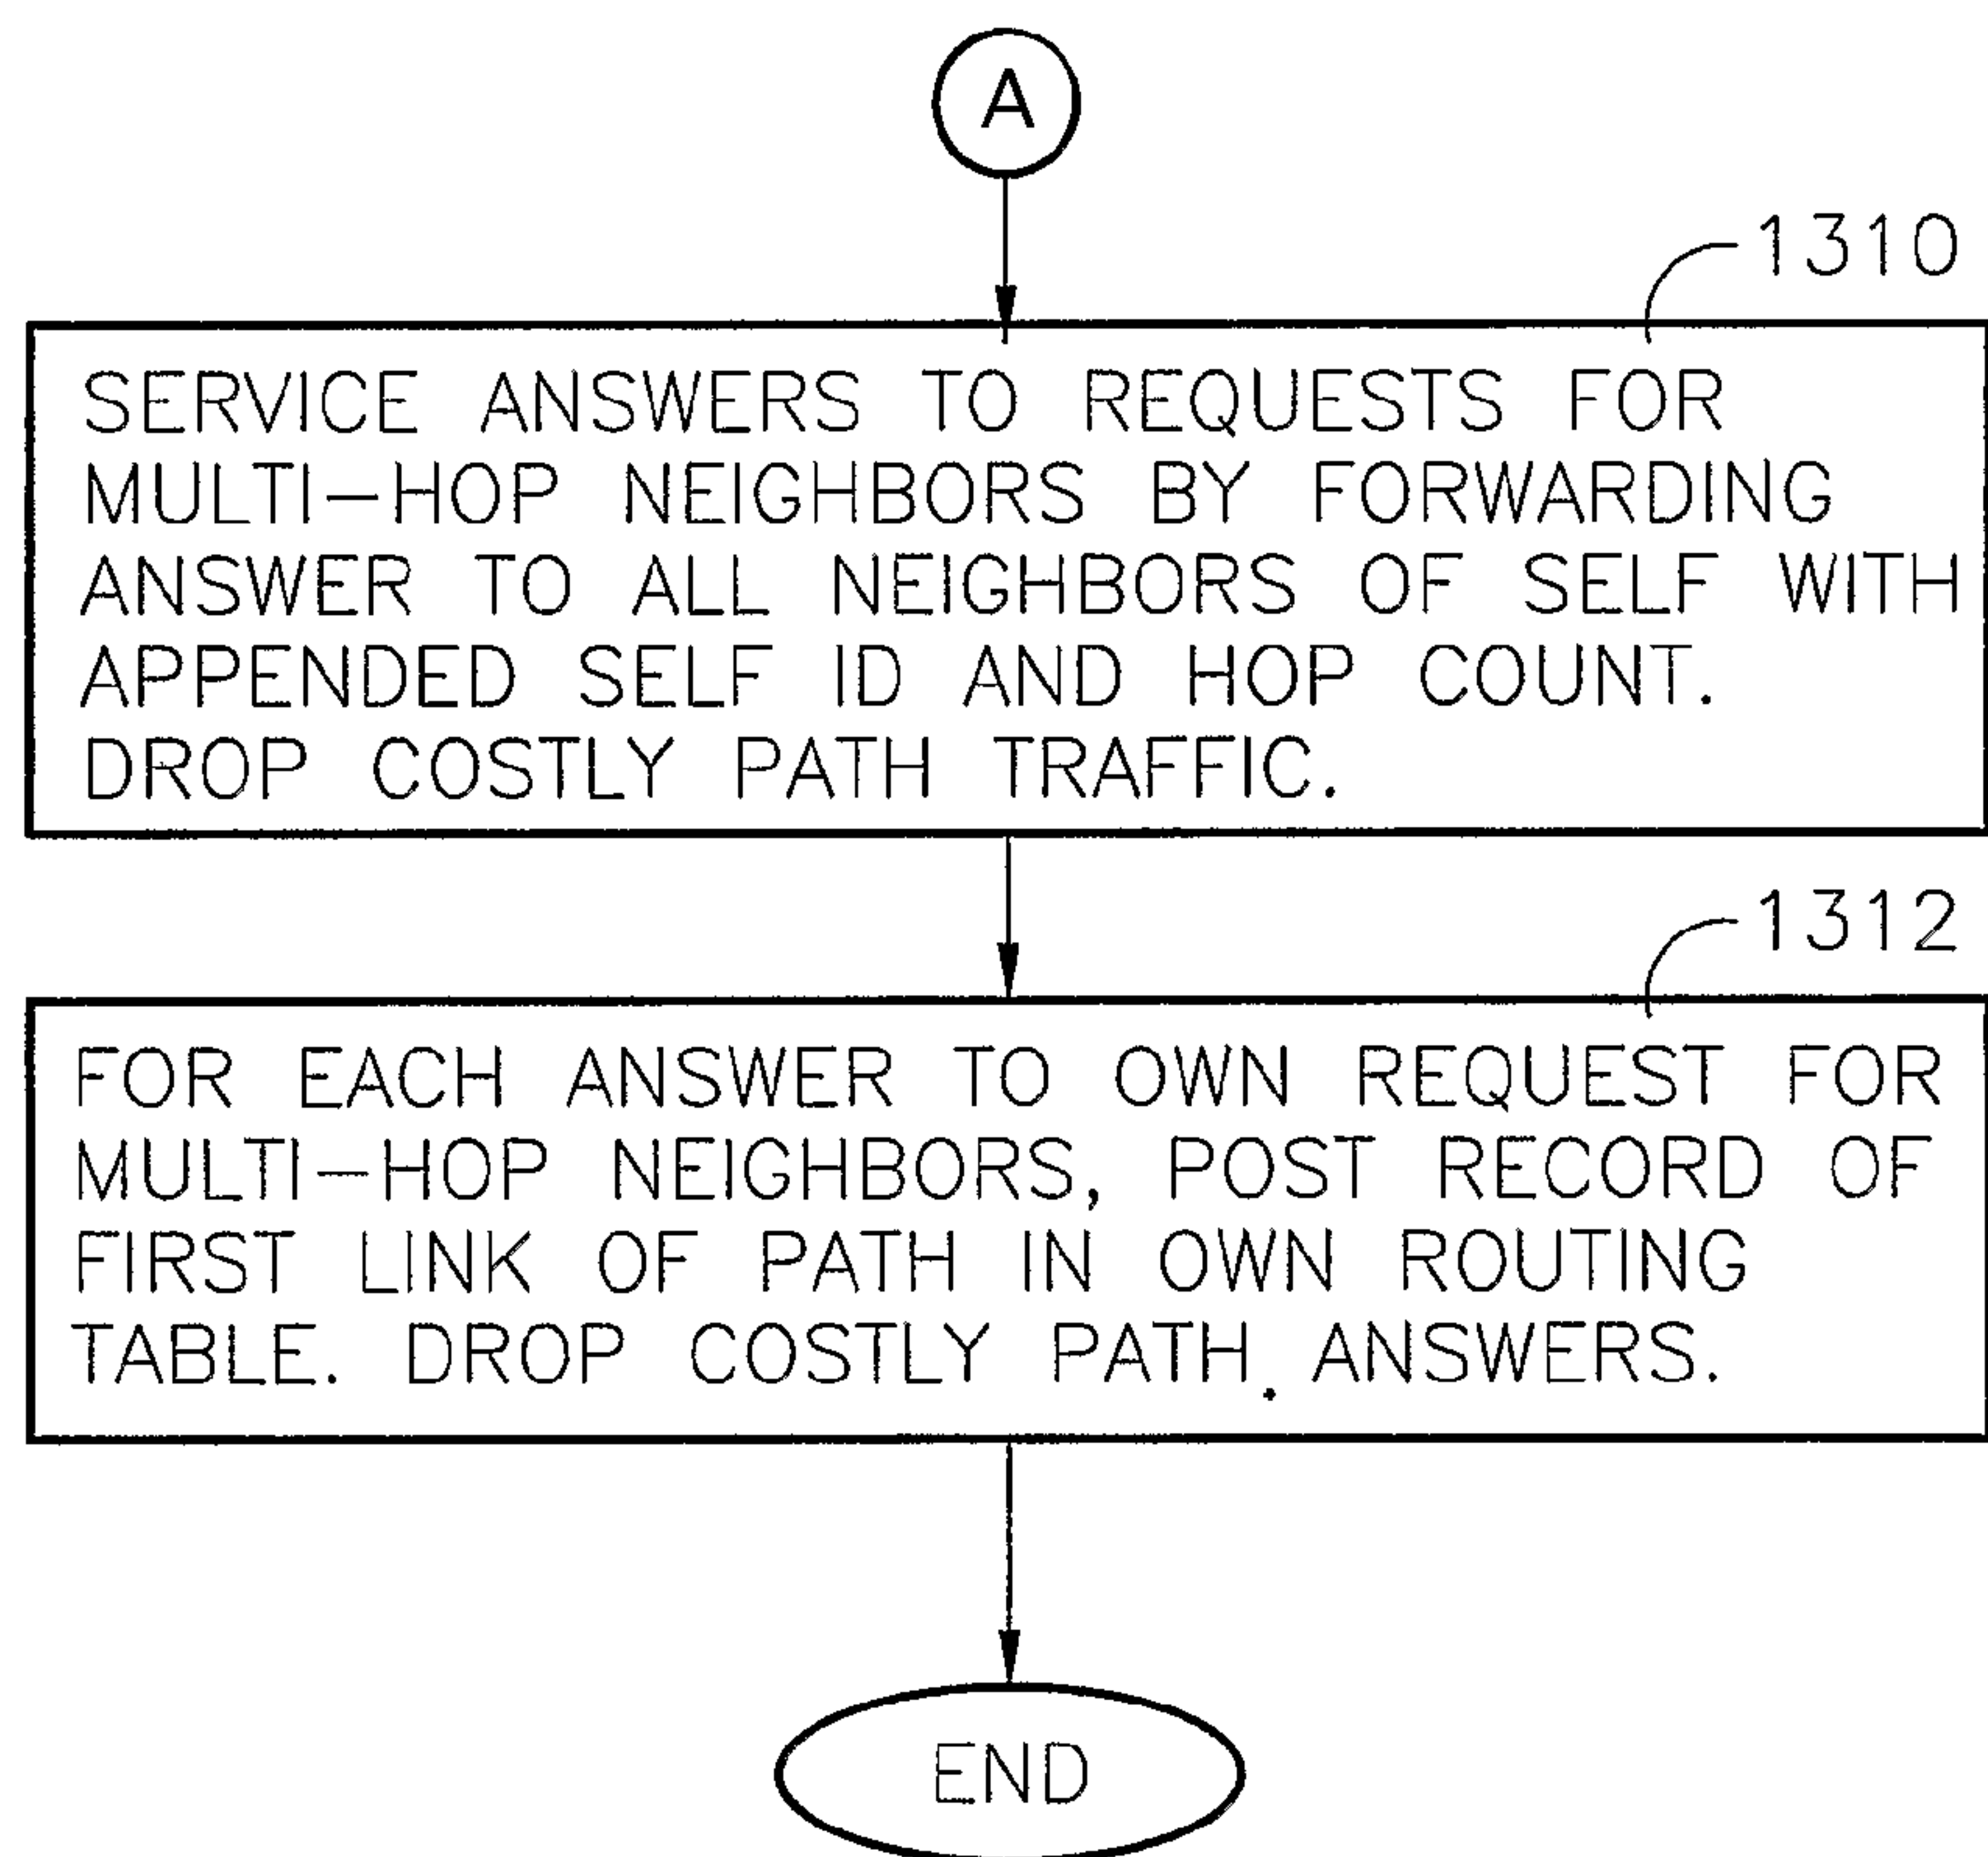 A
1310
SERVICE ANSWERS TO REQUESTS FOR
MULTI-HOP NEIGHBORS BY FORWARDING
ANSWER TO ALL NEIGHBORS OF SELF WITH
APPENDED SELF ID AND HOP COUNT.
DROP COSTLY PATH TRAFFIC.
1312
FOR EACH ANSWER TO OWN REQUEST FOR
MULTI-HOP NEIGHBORS, POST RECORD OF
FIRST LINK OF PATH IN OWN ROUTING
TABLE. DROP COSTLY PATH. ANSWERS.
END